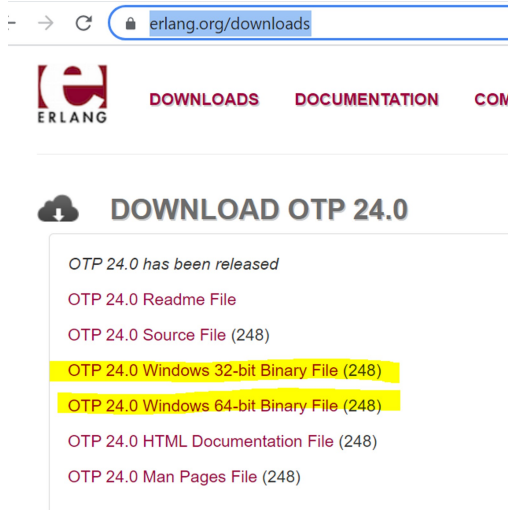 erlang.org/downloads
ERLANG
DOWNLOADS DOCUMENTATION COM
DOWNLOAD OTP 24.0
OTP 24.0 has been released
OTP 24.0 Readme File
OTP 24.0 Source File (248)
OTP 24.0 Windows 32-bit Binary File (248)
OTP 24.0 Windows 64-bit Binary File (248)
OTP 24.0 HTML Documentation File (248)
OTP 24.0 Man Pages File (248)